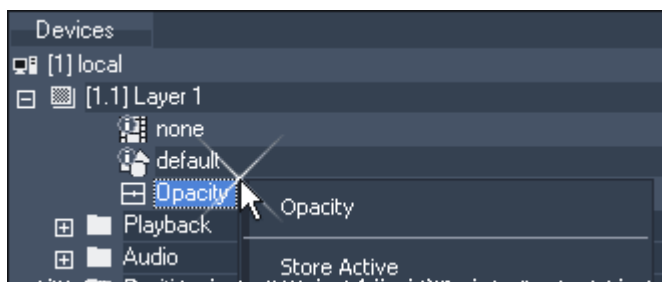 Devices
[1] local
[1.1] Layer 1
none
default
Opacity
Opacity
Playback
Audio
Store Active